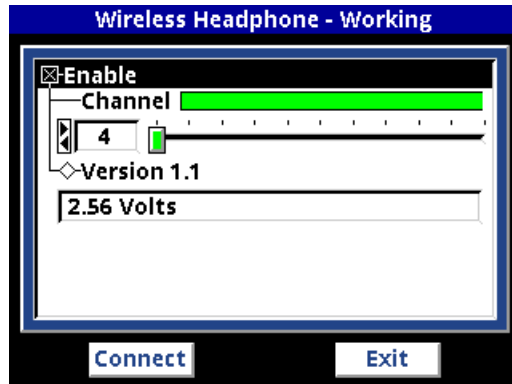 Wireless Headphone - Working
Enable
Channel
4
Version 1.1
2.56 Volts
Connect
Exit